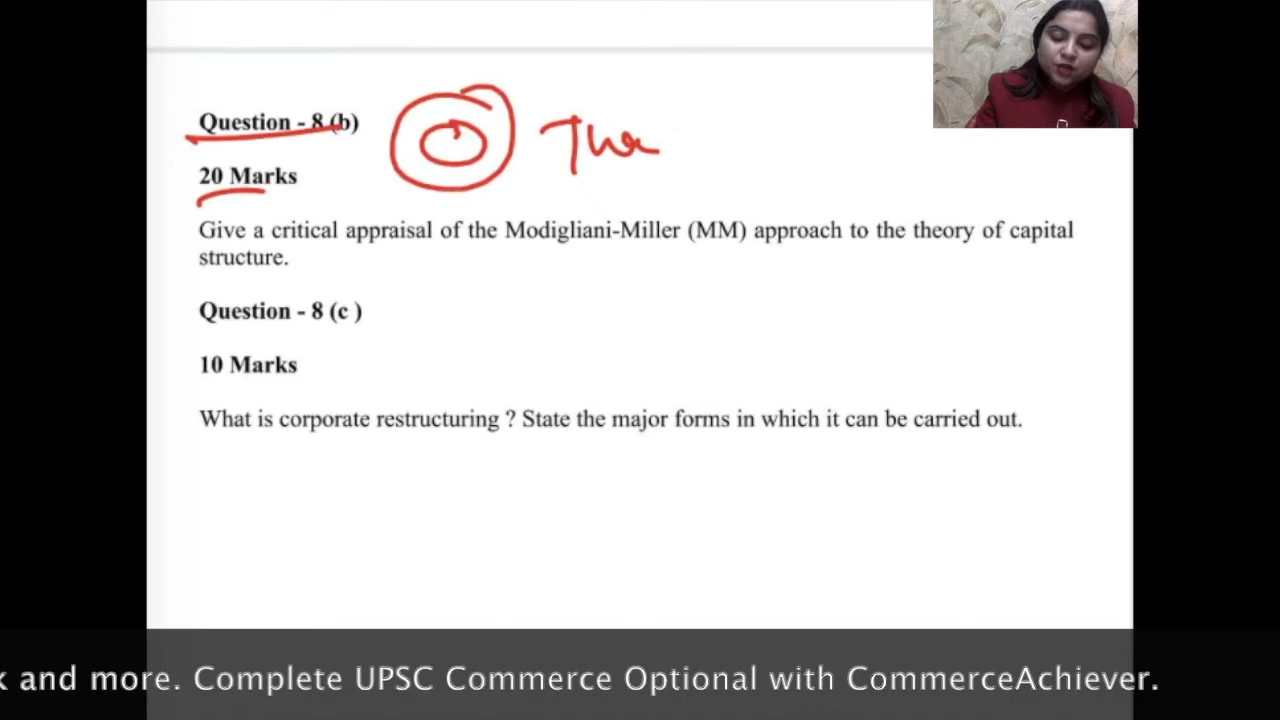 Question - 8 (b)
20 Marks
Give a critical appraisal of the Modigliani-Miller (MM) approach to the theory of capital
structure.
Question - 8 (c )
10 Marks
What is corporate restructuring ? State the major forms in which it can be carried out.
and more. Complete UPSC Commerce Optional with CommerceAchiever.